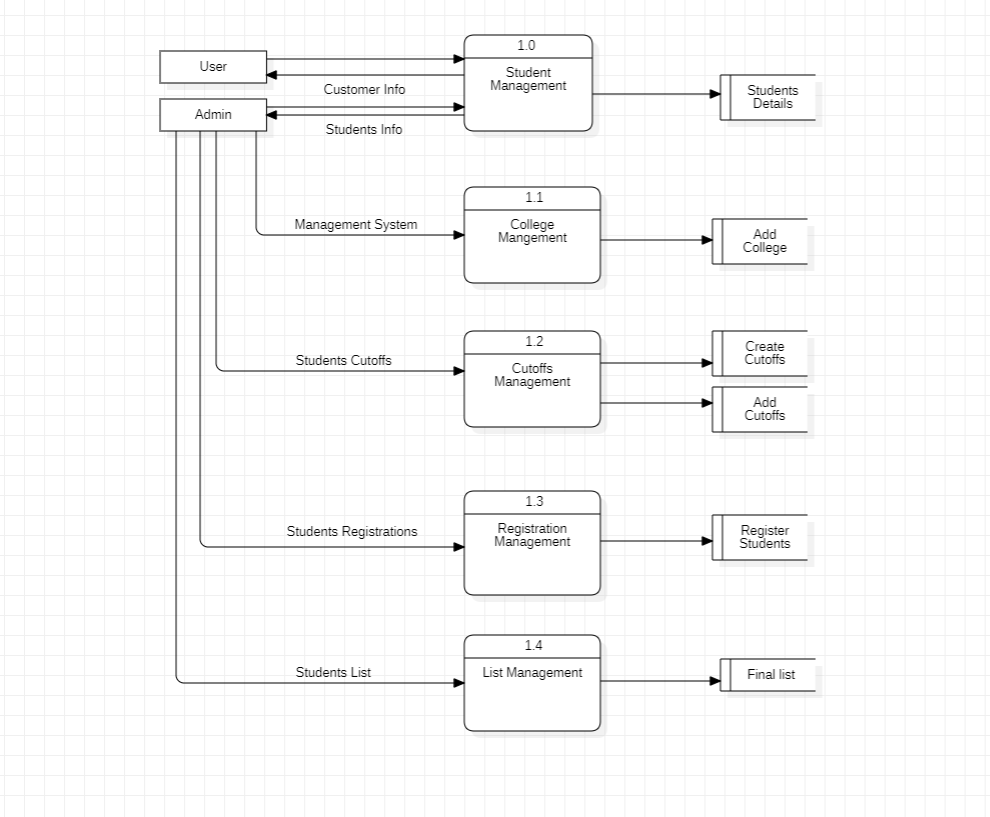 User
Customer Info
Admin
Students Info
1.0
Student
Management
Students
Details
Management System
1.1
College
Mangement
Add
College
Students Cutoffs
1.2
Cutoffs
Management
Create
Cutoffs
Add
Cutoffs
Students Registrations
1.3
Registration
Management
Register
Students
Students List
1.4
List Management
Final list